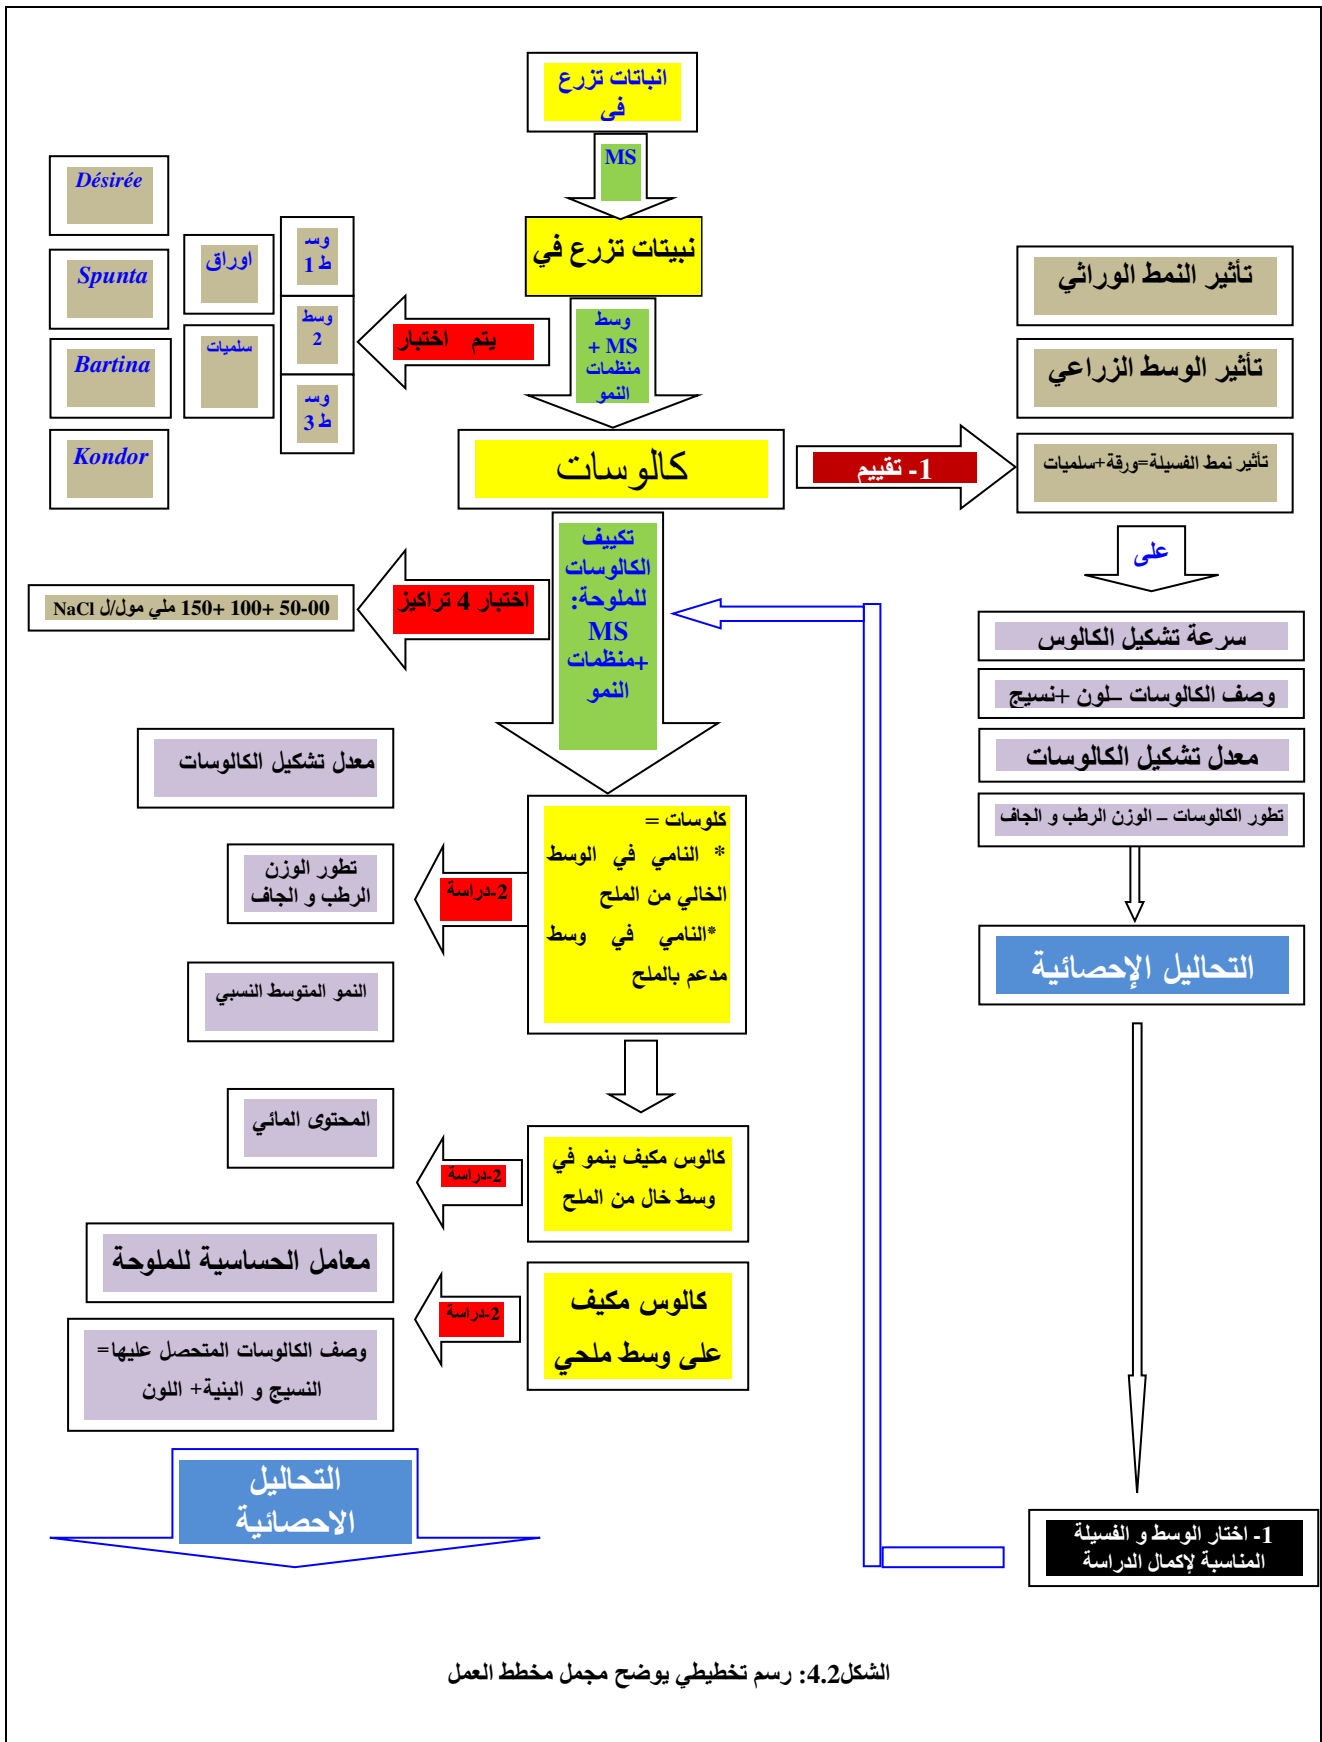 انباتات تزرع
في
MS
نبيتات تزرع في
وسط
MS +
منظمات
النمو
يتم اختبار
وسـ
ط 1
وسط
2
وسـ
ط 3
اوراق
سلميات
Désirée
Spunta
Bartina
Kondor
كالوسات
1- تقييم
تأثير النمط الوراثي
تأثير الوسط الزراعي
تأثير نمط الفسيلة=ورقة+سلميات
على
سرعة تشكيل الكالوس
وصف الكالوسات –لون +نسيج
معدل تشكيل الكالوسات
تطور الكالوسات – الوزن الرطب و الجاف
التحاليل الإحصائية
1- اختار الوسط و الفسيلة
المناسبة لإكمال الدراسة
تكييف
الكالوسات
للملوحة:
MS
+منظمات
النمو
اختبار 4 تراكيز
00-50 +100 +150 ملي مول/ل NaCl
كلوسات =
* النامي في الوسط
الخالي من الملح
*النامي في وسط
مدعم بالملح
2-دراسة
معدل تشكيل الكالوسات
تطور الوزن
الرطب و الجاف
النمو المتوسط النسبي
المحتوى المائي
كالوس مكيف ينمو في
وسط خال من الملح
2-دراسة
معامل الحساسية للملوحة
كالوس مكيف
على وسط ملحي
2-دراسة
وصف الكالوسات المتحصل عليها=
النسيج و البنية+ اللون
التحاليل
الاحصائية
الشكل4.2: رسم تخطيطي يوضح مجمل مخطط العمل